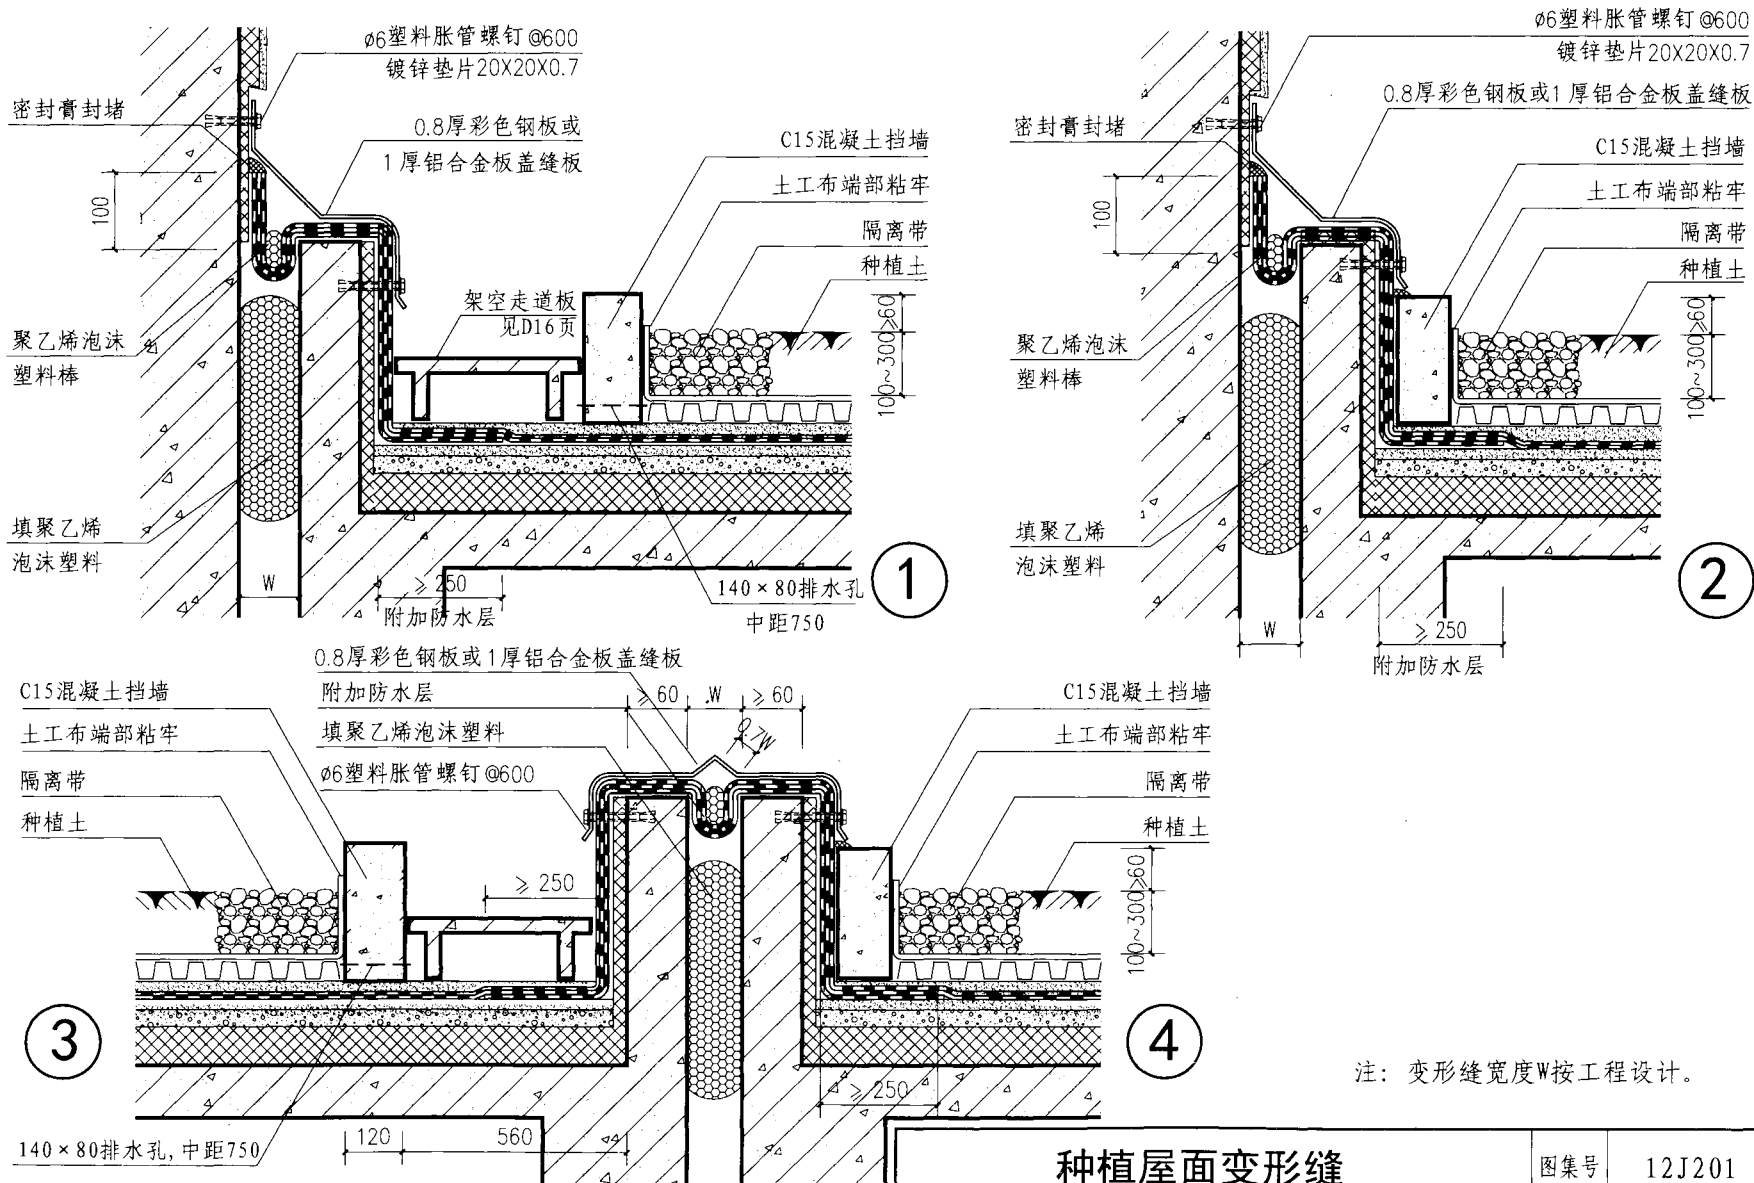 ø6塑料胀管螺钉@600
镀锌垫片20X20X0.7
密封膏封堵
0.8厚彩色钢板或
1厚铝合金板盖缝板
C15混凝土挡墙
土工布端部粘牢
隔离带
种植土
100
架空走道板
见D16页
≥60
100~300
聚乙烯泡沫
塑料棒
填聚乙烯
泡沫塑料
W
≥250
附加防水层
140×80排水孔
中距750
1
ø6塑料胀管螺钉@600
镀锌垫片20X20X0.7
0.8厚彩色钢板或1厚铝合金板盖缝板
密封膏封堵
C15混凝土挡墙
土工布端部粘牢
隔离带
种植土
100
≥60
100~300
聚乙烯泡沫
塑料棒
填聚乙烯
泡沫塑料
W
≥250
附加防水层
2
0.8厚彩色钢板或1厚铝合金板盖缝板
附加防水层
填聚乙烯泡沫塑料
ø6塑料胀管螺钉@600
C15混凝土挡墙
土工布端部粘牢
隔离带
种植土
≥60
W
≥60
0.7W
≥250
3
140×80排水孔,中距750
120
560
C15混凝土挡墙
土工布端部粘牢
隔离带
种植土
≥60
100~300
≥250
4
注: 变形缝宽度W按工程设计。
种植屋面变形缝
图集号
12J201